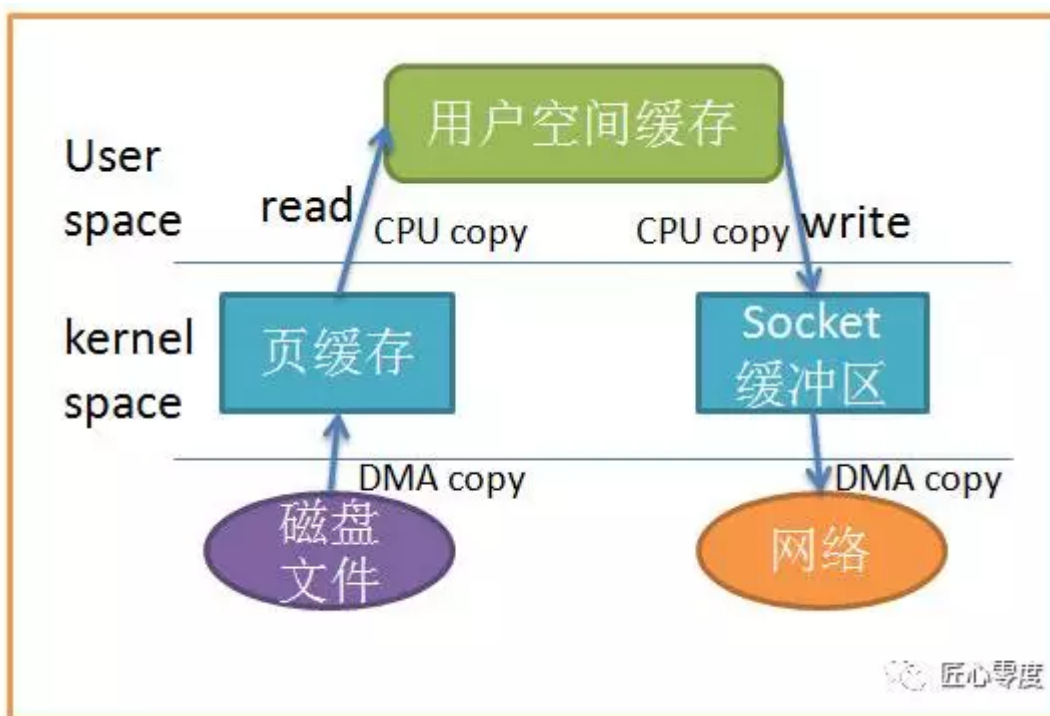 用户空间缓存
User
space
read
CPU copy
CPU copy
write
kernel
space
页缓存
Socket
缓冲区
DMA copy
DMA copy
磁盘
文件
网络
匠心零度